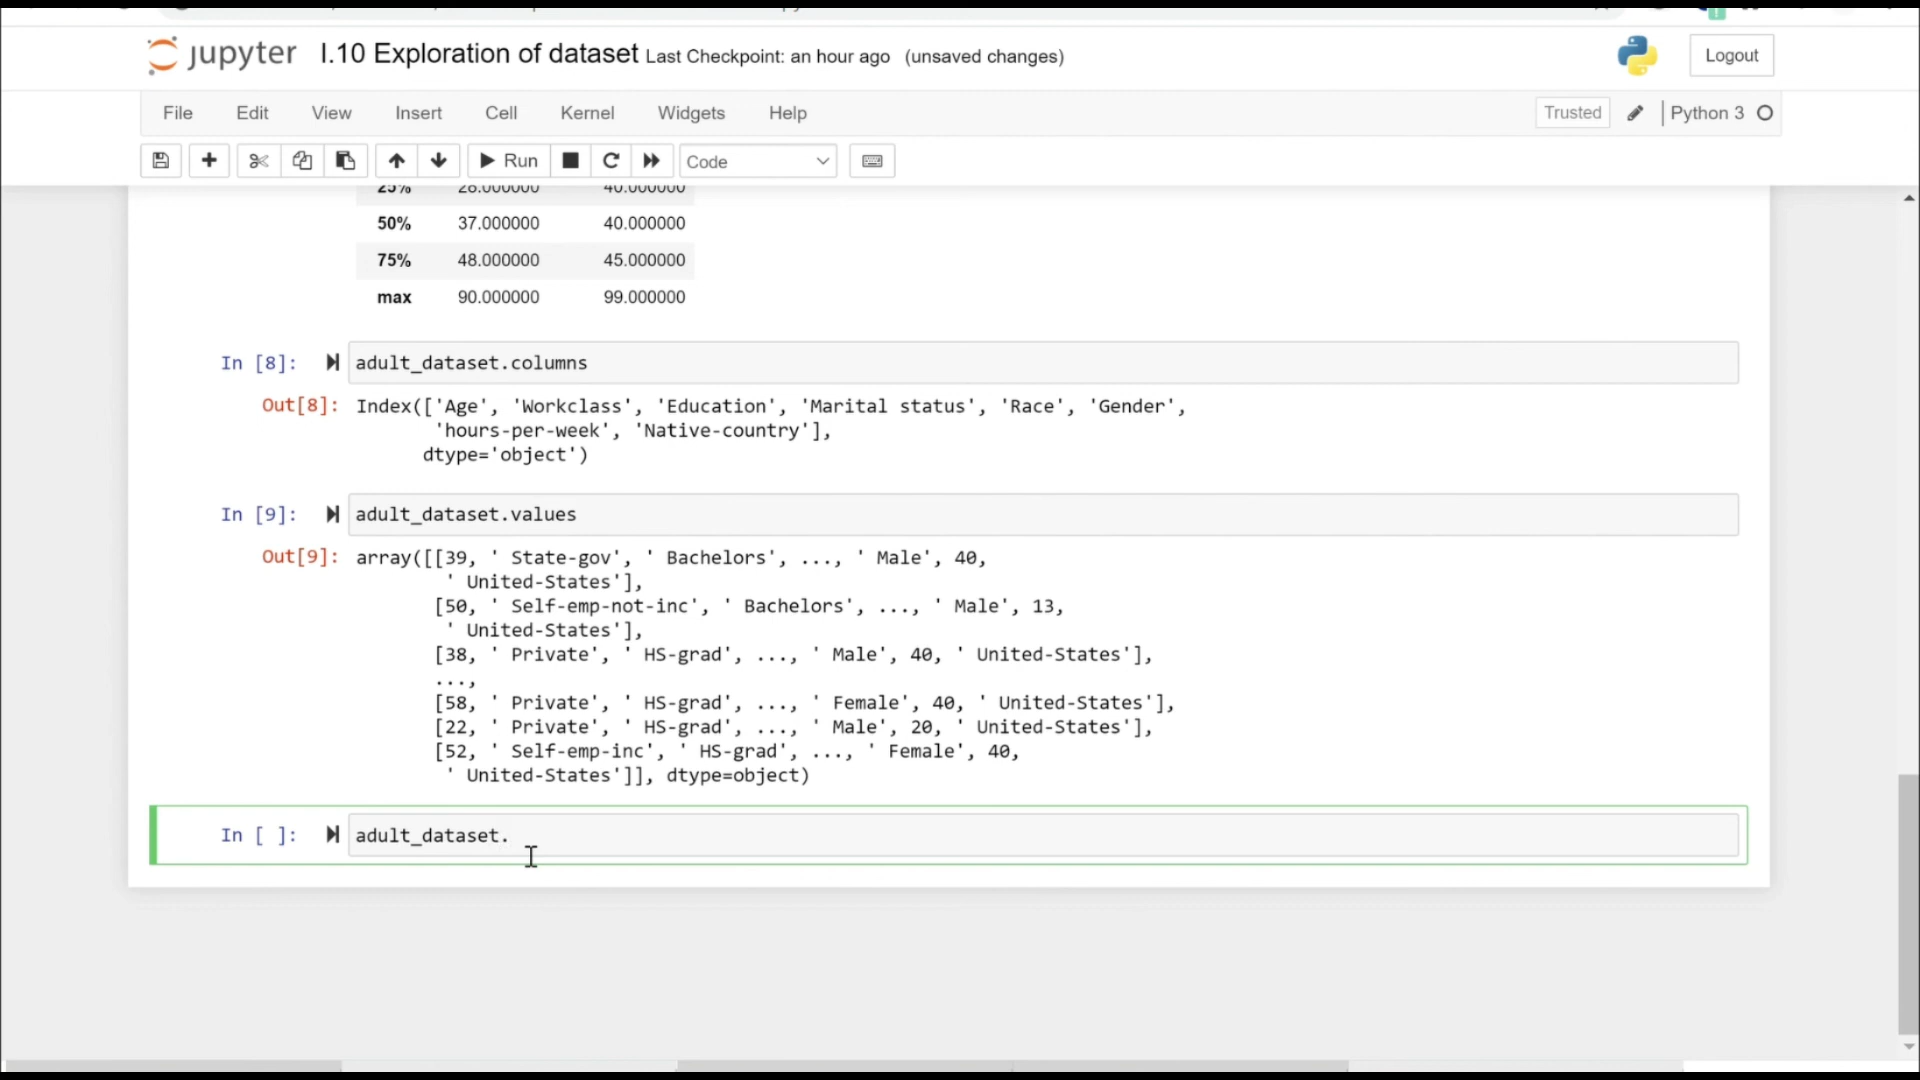 jupyter I.10 Exploration of dataset Last Checkpoint: an hour ago (unsaved changes) Logout
File Edit View Insert Cell Kernel Widgets Help Trusted Python 3
Run Code
25% 28.000000 40.000000
50% 37.000000 40.000000
75% 48.000000 45.000000
max 90.000000 99.000000
In [8]: adult_dataset.columns
Out[8]: Index(['Age', 'Workclass', 'Education', 'Marital status', 'Race', 'Gender',
'hours-per-week', 'Native-country'],
dtype='object')
In [9]: adult_dataset.values
Out[9]: array([[39, ' State-gov', ' Bachelors', ..., ' Male', 40,
' United-States'],
[50, ' Self-emp-not-inc', ' Bachelors', ..., ' Male', 13,
' United-States'],
[38, ' Private', ' HS-grad', ..., ' Male', 40, ' United-States'],
...,
[58, ' Private', ' HS-grad', ..., ' Female', 40, ' United-States'],
[22, ' Private', ' HS-grad', ..., ' Male', 20, ' United-States'],
[52, ' Self-emp-inc', ' HS-grad', ..., ' Female', 40,
' United-States']], dtype=object)
In [ ]: adult_dataset.